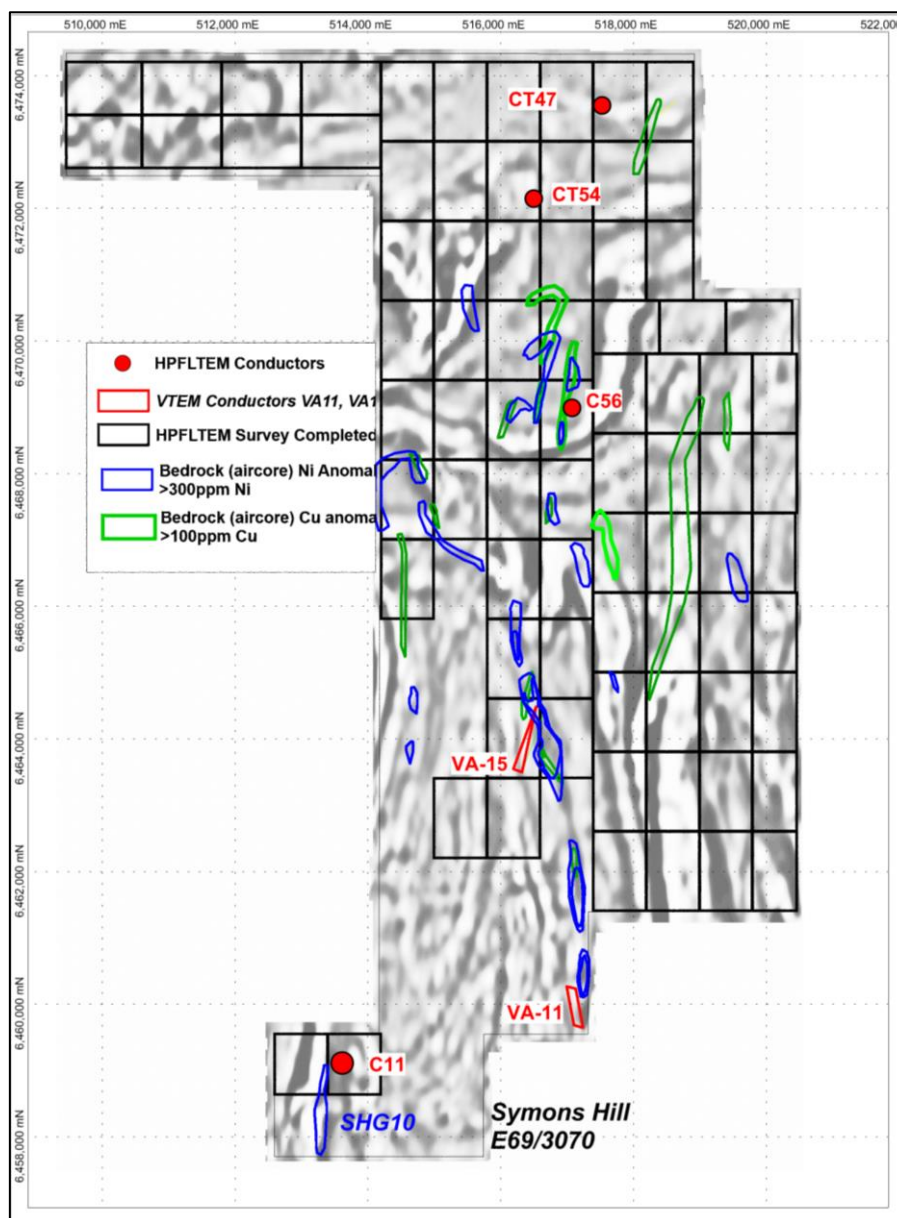 510,000 mE 512,000 mE 514,000 mE 516,000 mE 518,000 mE 520,000 mE 522,000
6,474,000 mN
CT47
CT54
6,472,000 mN
6,470,000 mN
HPFLTEM Conductors
VTEM Conductors VA11, VA1
C56
HPFLTEM Survey Completed
6,468,000 mN
Bedrock (aircore) Ni Anoma
>300ppm Ni
Bedrock (aircore) Cu anoma
>100ppm Cu
6,466,000 mN
6,464,000 mN
VA-15
6,462,000 mN
6,460,000 mN
VA-11
C11
SHG10
Symons Hill
E69/3070
6,458,000 mN